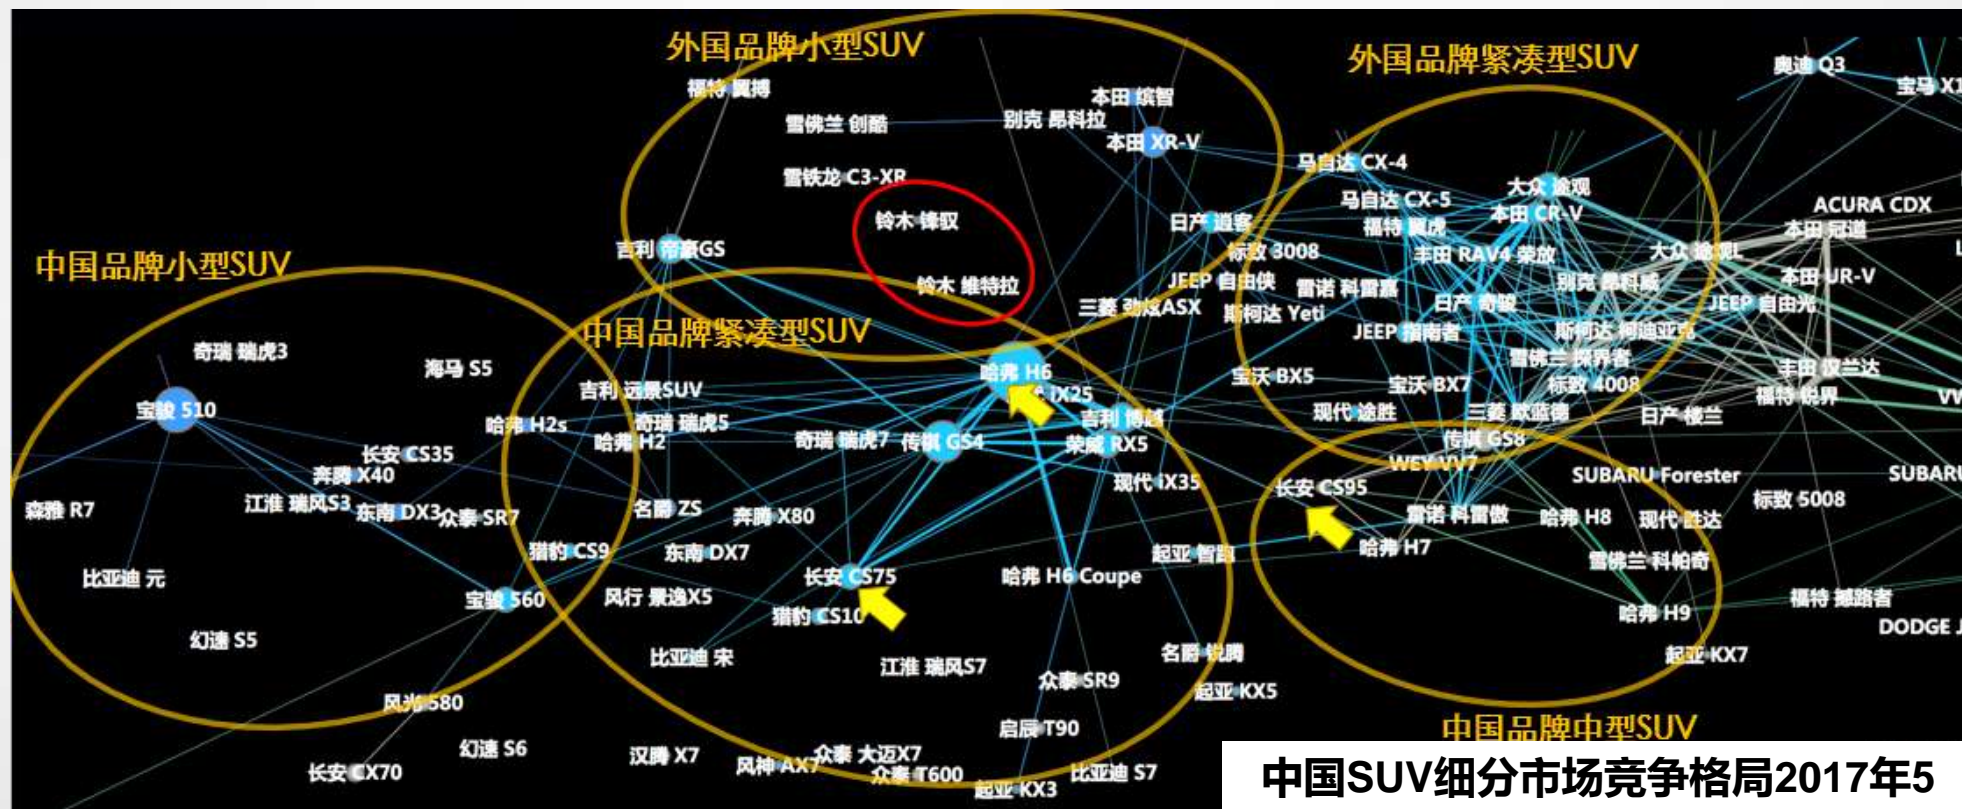 外国品牌小型SUV
外国品牌紧凑型SUV
奥迪 Q3
宝马 X1
福特 翼搏
本田 缤智
雪佛兰 创酷
别克 昂科拉
本田 XR-V
马自达 CX-4
雪铁龙 C3-XR
大众 途观
马自达 CX-5
ACURA CDX
本田 CR-V
铃木 锋驭
日产 逍客
福特 翼虎
本田 冠道
吉利 帝豪GS
标致 3008
丰田 RAV4 荣放
大众 途观L
中国品牌小型SUV
JEEP 自由侠
雷诺 科雷嘉
别克 昂科威
本田 UR-V
铃木 维特拉
三菱 劲炫ASX
斯柯达 Yeti
日产 奇骏
JEEP 自由光
中国品牌紧凑型SUV
JEEP 指南者
斯柯达 柯迪亚克
奇瑞 瑞虎3
海马 S5
哈弗 H6
雪佛兰 探界者
丰田 汉兰达
吉利 远景SUV
iX25
宝沃 BX5
宝沃 BX7
标致 4008
福特 锐界
宝骏 510
哈弗 H2s
奇瑞 瑞虎5
吉利 博越
现代 途胜
三菱 欧蓝德
日产 楼兰
哈弗 H2
奇瑞 瑞虎7
传祺 GS4
荣威 RX5
传祺 GS8
长安 CS35
WEY VV7
奔腾 X40
现代 iX35
长安 CS95
SUBARU Forester
SUBARU
森雅 R7
江淮 瑞风S3
东南 DX3
众泰 SR7
名爵 ZS
奔腾 X80
雷诺 科雷傲
哈弗 H8
现代 胜达
标致 5008
猎豹 CS9
东南 DX7
起亚 智跑
哈弗 H7
雪佛兰 科帕奇
比亚迪 元
长安 CS75
哈弗 H6 Coupe
宝骏 560
风行 景逸X5
猎豹 CS10
哈弗 H9
福特 撼路者
幻速 S5
比亚迪 宋
江淮 瑞风S7
名爵 锐腾
起亚 KX7
DODGE J
众泰 SR9
起亚 KX5
风光 580
启辰 T90
中国品牌中型SUV
幻速 S6
汉腾 X7
众泰 大迈X7
长安 CX70
风神 AX7
众泰 T600
比亚迪 S7
起亚 KX3
中国SUV细分市场竞争格局2017年5